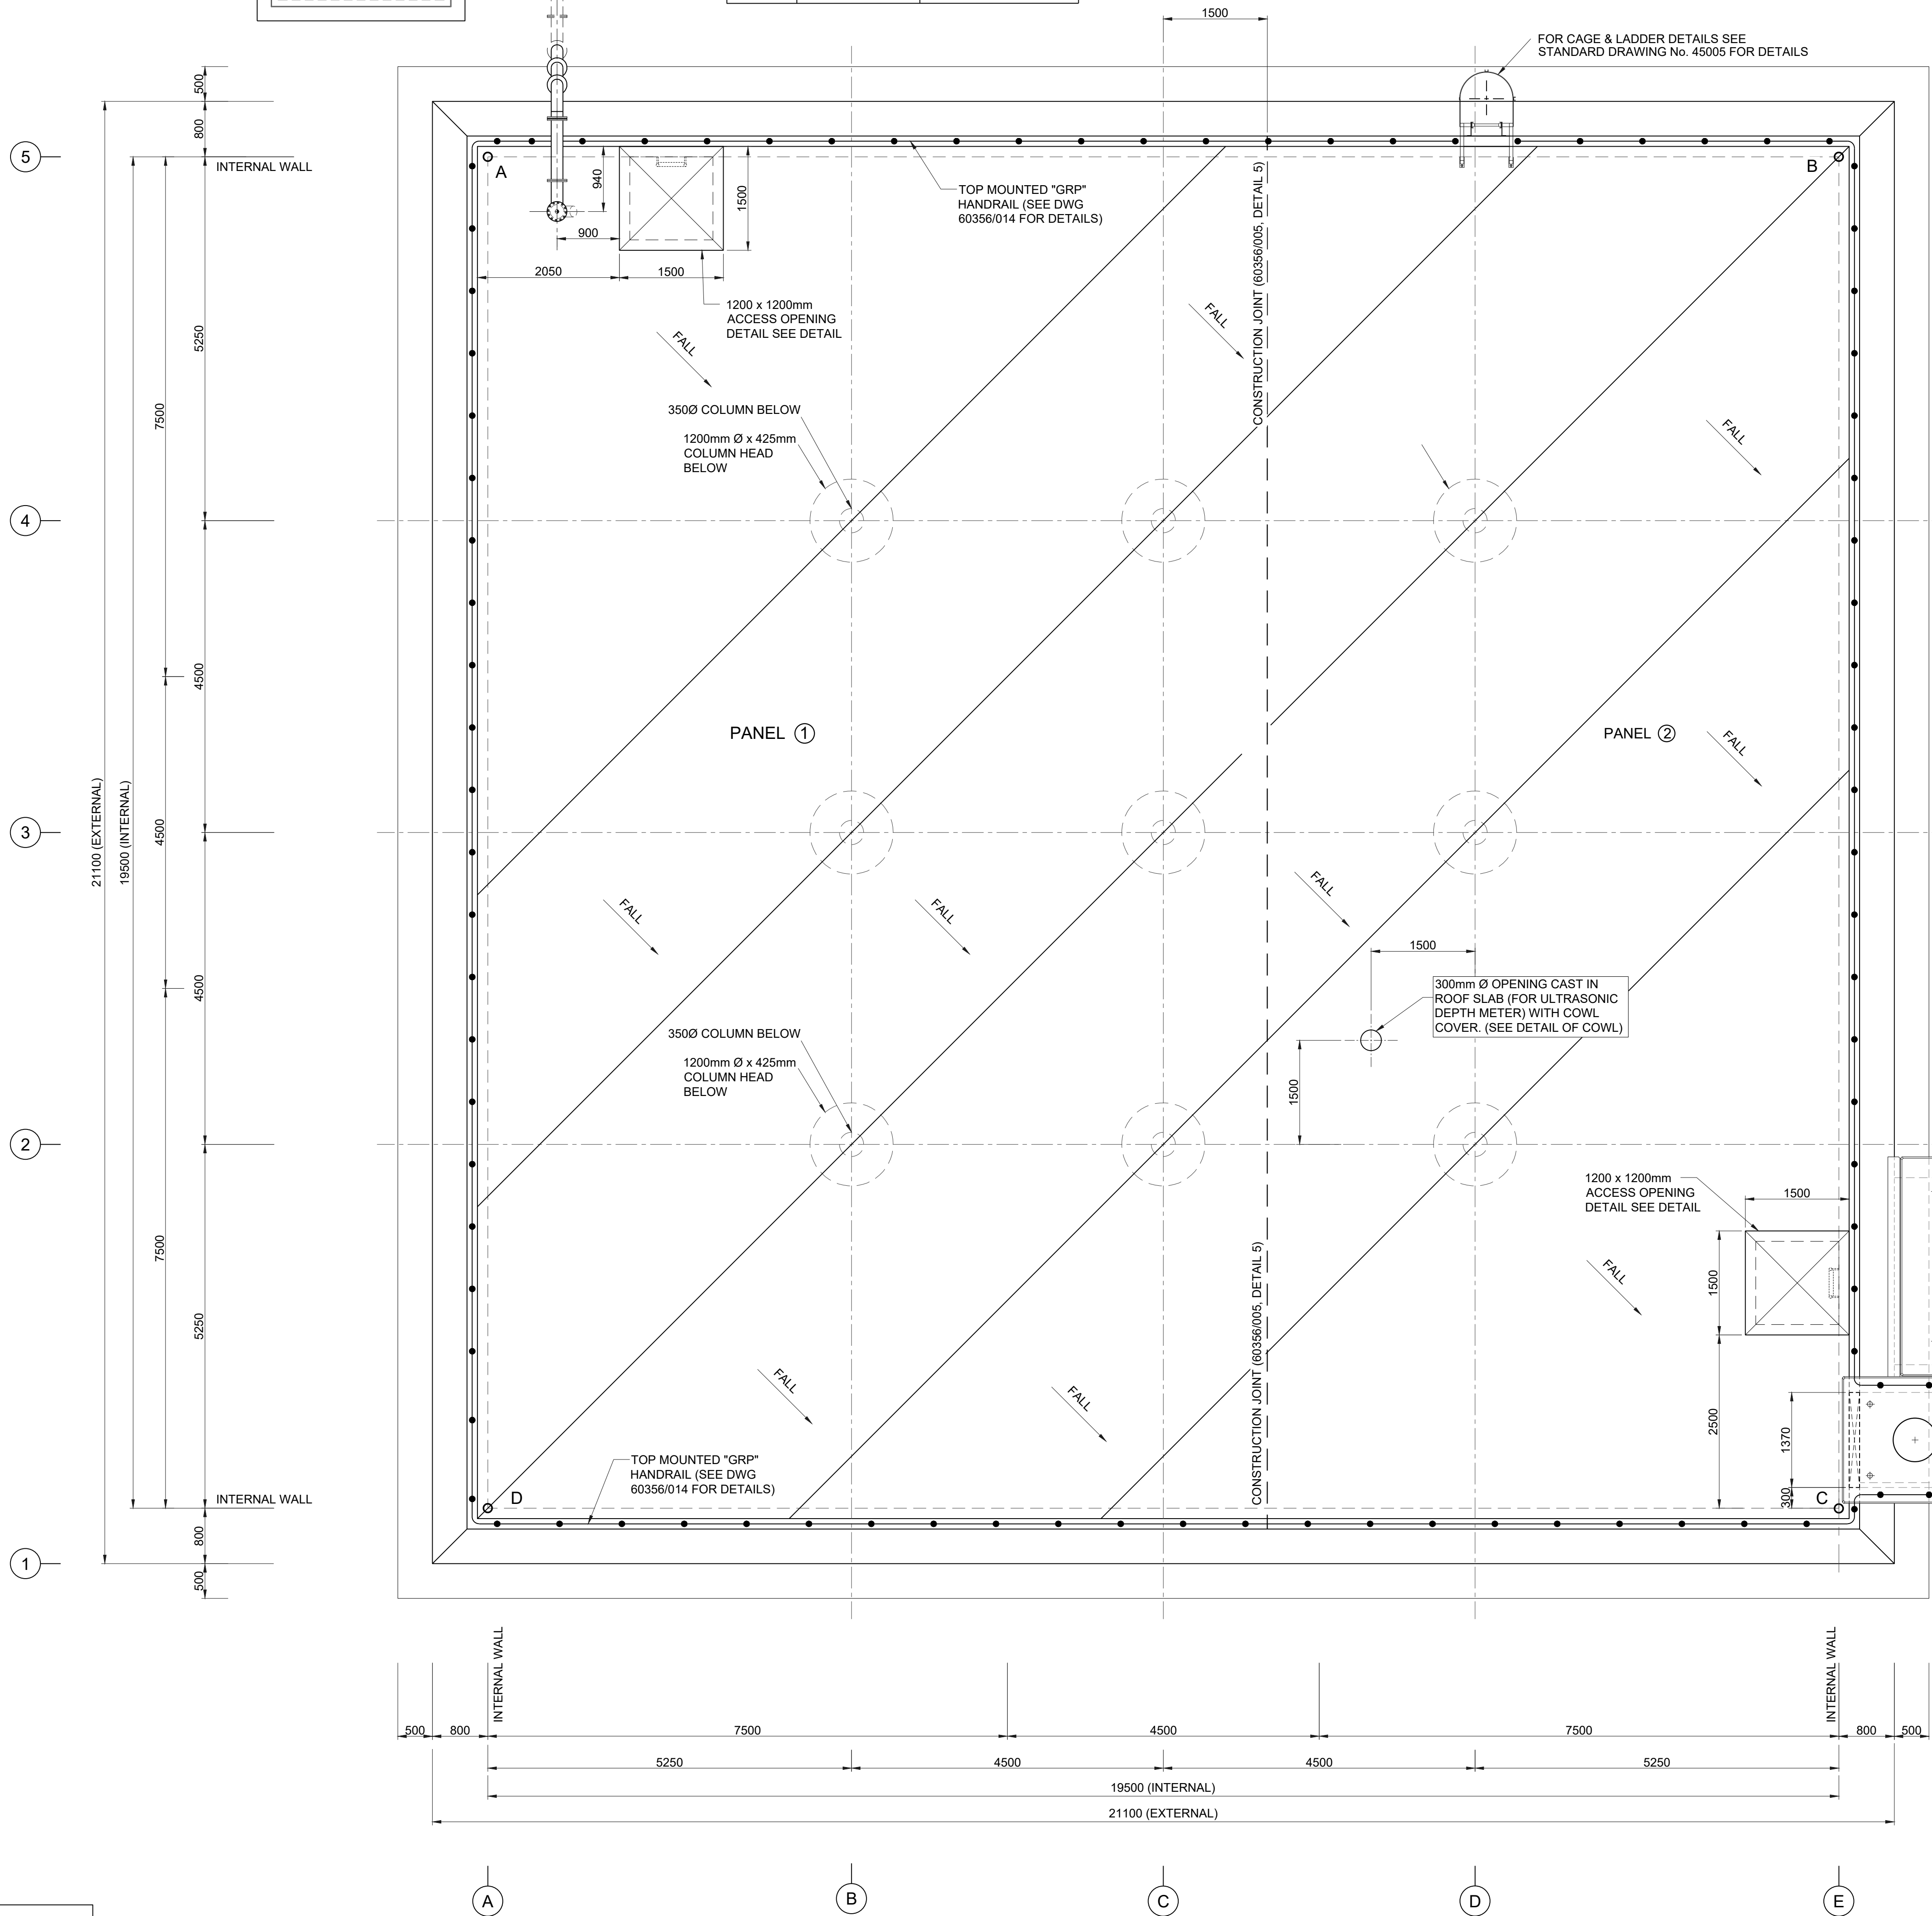 1500
FOR CAGE & LADDER DETAILS SEE
STANDARD DRAWING No. 45005 FOR DETAILS
500
800
5
INTERNAL WALL
A
B
940
1500
900
2050
1500
TOP MOUNTED "GRP"
HANDRAIL (SEE DWG
60356/014 FOR DETAILS)
CONSTRUCTION JOINT (60356/005, DETAIL 5)
1200 x 1200mm
ACCESS OPENING
DETAIL SEE DETAIL
FALL
FALL
5250
7500
350Ø COLUMN BELOW
1200mm Ø x 425mm
COLUMN HEAD
BELOW
FALL
4
4500
PANEL 1
PANEL 2
FALL
21100 (EXTERNAL)
19500 (INTERNAL)
4500
3
FALL
FALL
FALL
1500
4500
4500
300mm Ø OPENING CAST IN
ROOF SLAB (FOR ULTRASONIC
DEPTH METER) WITH COWL
COVER. (SEE DETAIL OF COWL)
350Ø COLUMN BELOW
1200mm Ø x 425mm
COLUMN HEAD
BELOW
1500
2
1200 x 1200mm
ACCESS OPENING
DETAIL SEE DETAIL
1500
7500
5250
CONSTRUCTION JOINT (60356/005, DETAIL 5)
FALL
1500
FALL
FALL
2500
1370
300
TOP MOUNTED "GRP"
HANDRAIL (SEE DWG
60356/014 FOR DETAILS)
INTERNAL WALL
D
C
800
1
500
INTERNAL WALL
INTERNAL WALL
500
800
7500
4500
7500
800
500
5250
4500
4500
5250
19500 (INTERNAL)
21100 (EXTERNAL)
A
B
C
D
E